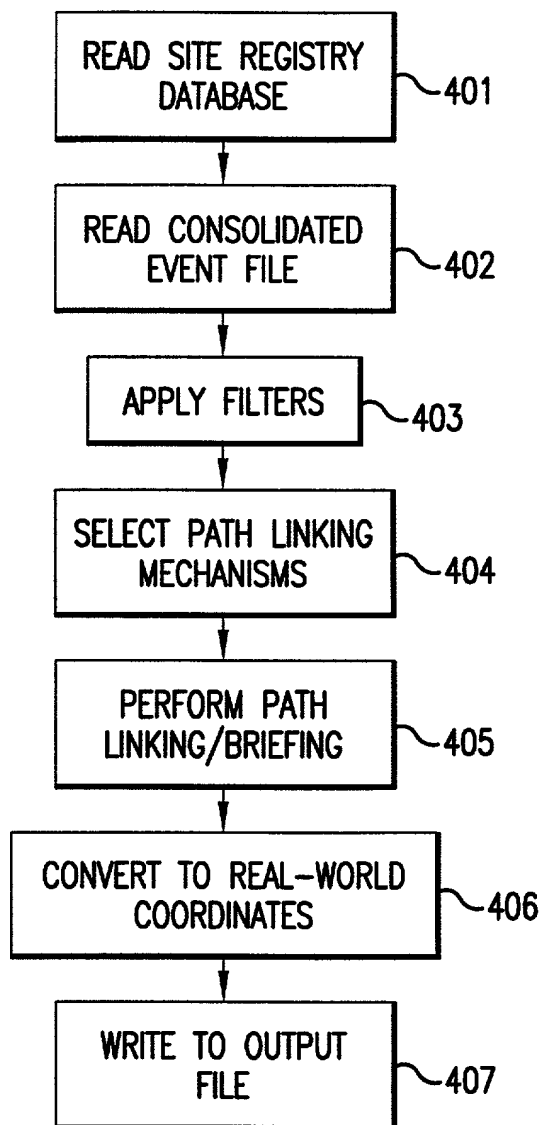 READ SITE REGISTRY
DATABASE
401
READ CONSOLIDATED
EVENT FILE
402
APPLY FILTERS
403
SELECT PATH LINKING
MECHANISMS
404
PERFORM PATH
LINKING/BRIEFING
405
CONVERT TO REAL-WORLD
COORDINATES
406
WRITE TO OUTPUT
FILE
407